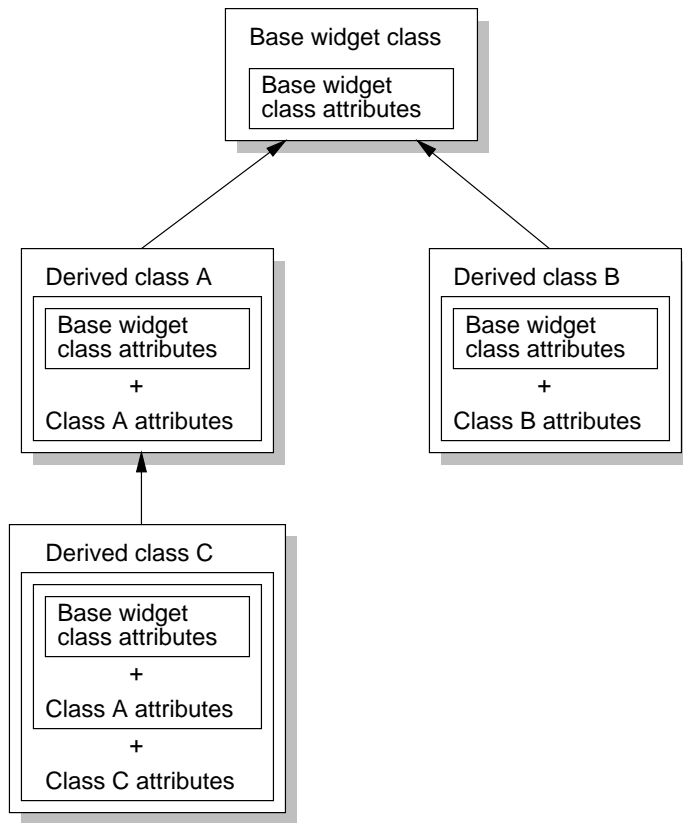 Base widget class
Base widget
class attributes
Derived class A
Base widget
class attributes
+
Class A attributes
Derived class B
Base widget
class attributes
+
Class B attributes
Derived class C
Base widget
class attributes
+
Class A attributes
+
Class C attributes